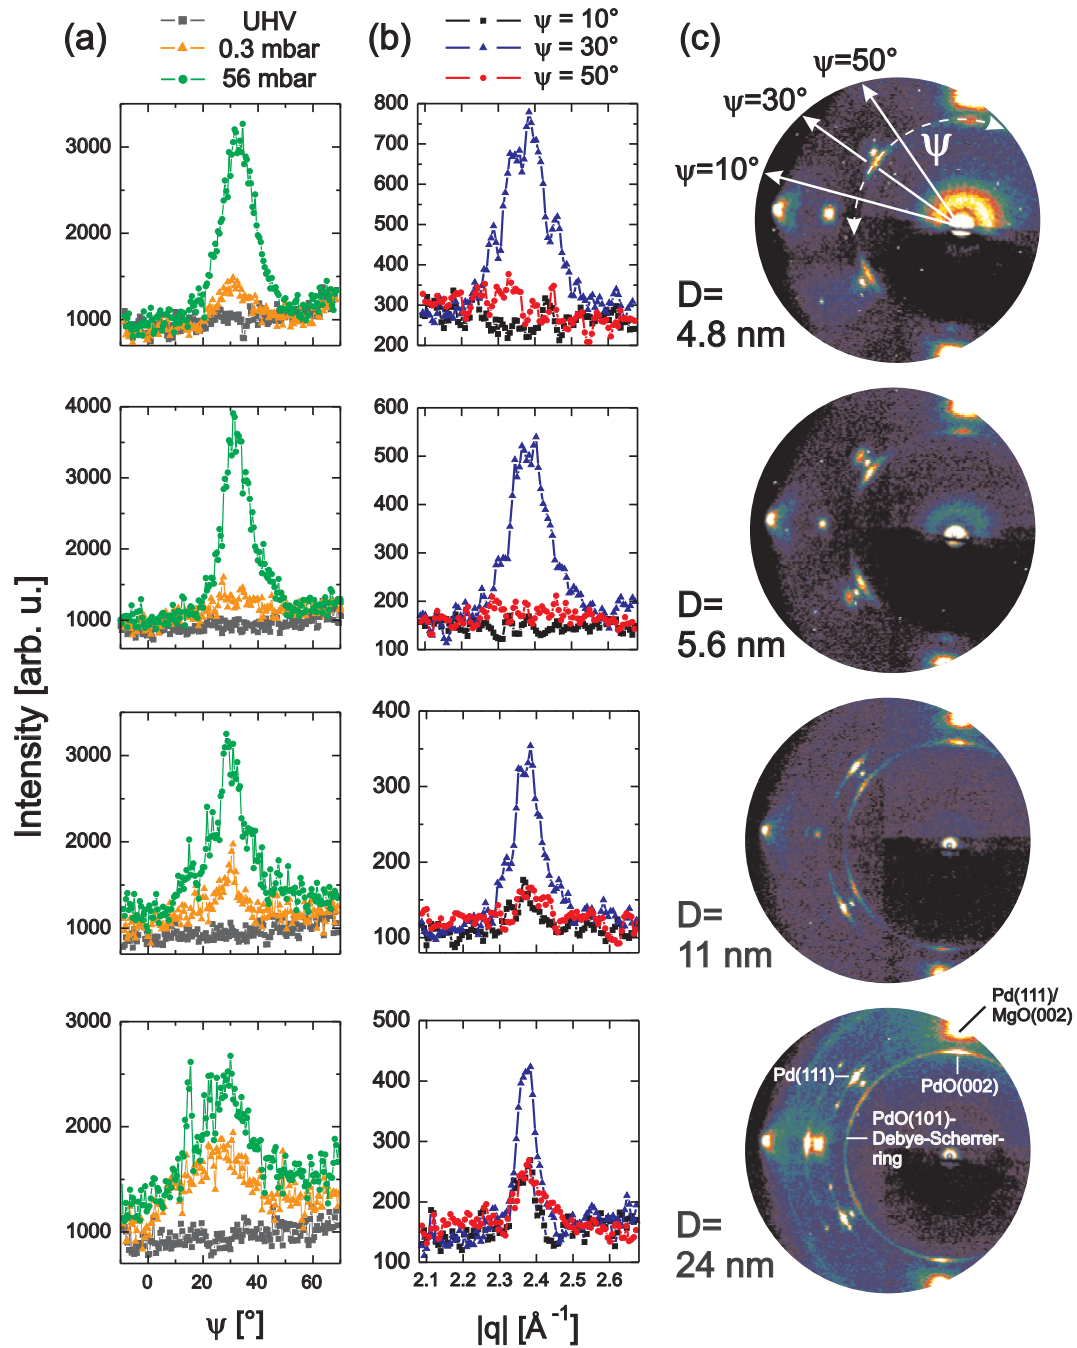 (a)
UHV
0.3 mbar
56 mbar
(b)
ψ = 10°
ψ = 30°
ψ = 50°
(c)
ψ=50°
ψ=30°
ψ=10°
Ψ
3000
2000
1000
800
700
600
500
400
300
200
D=
4.8 nm
4000
3000
2000
1000
600
500
400
300
200
100
D=
5.6 nm
Intensity [arb. u.]
3000
2000
1000
400
300
200
100
D=
11 nm
3000
2000
1000
0 20 40 60
ψ [°]
500
400
300
200
100
2.1 2.2 2.3 2.4 2.5 2.6
|q| [Å⁻¹]
Pd(111)/
MgO(002)
Pd(111)
PdO(002)
PdO(101)-
Debye-Scherrer-
ring
D=
24 nm